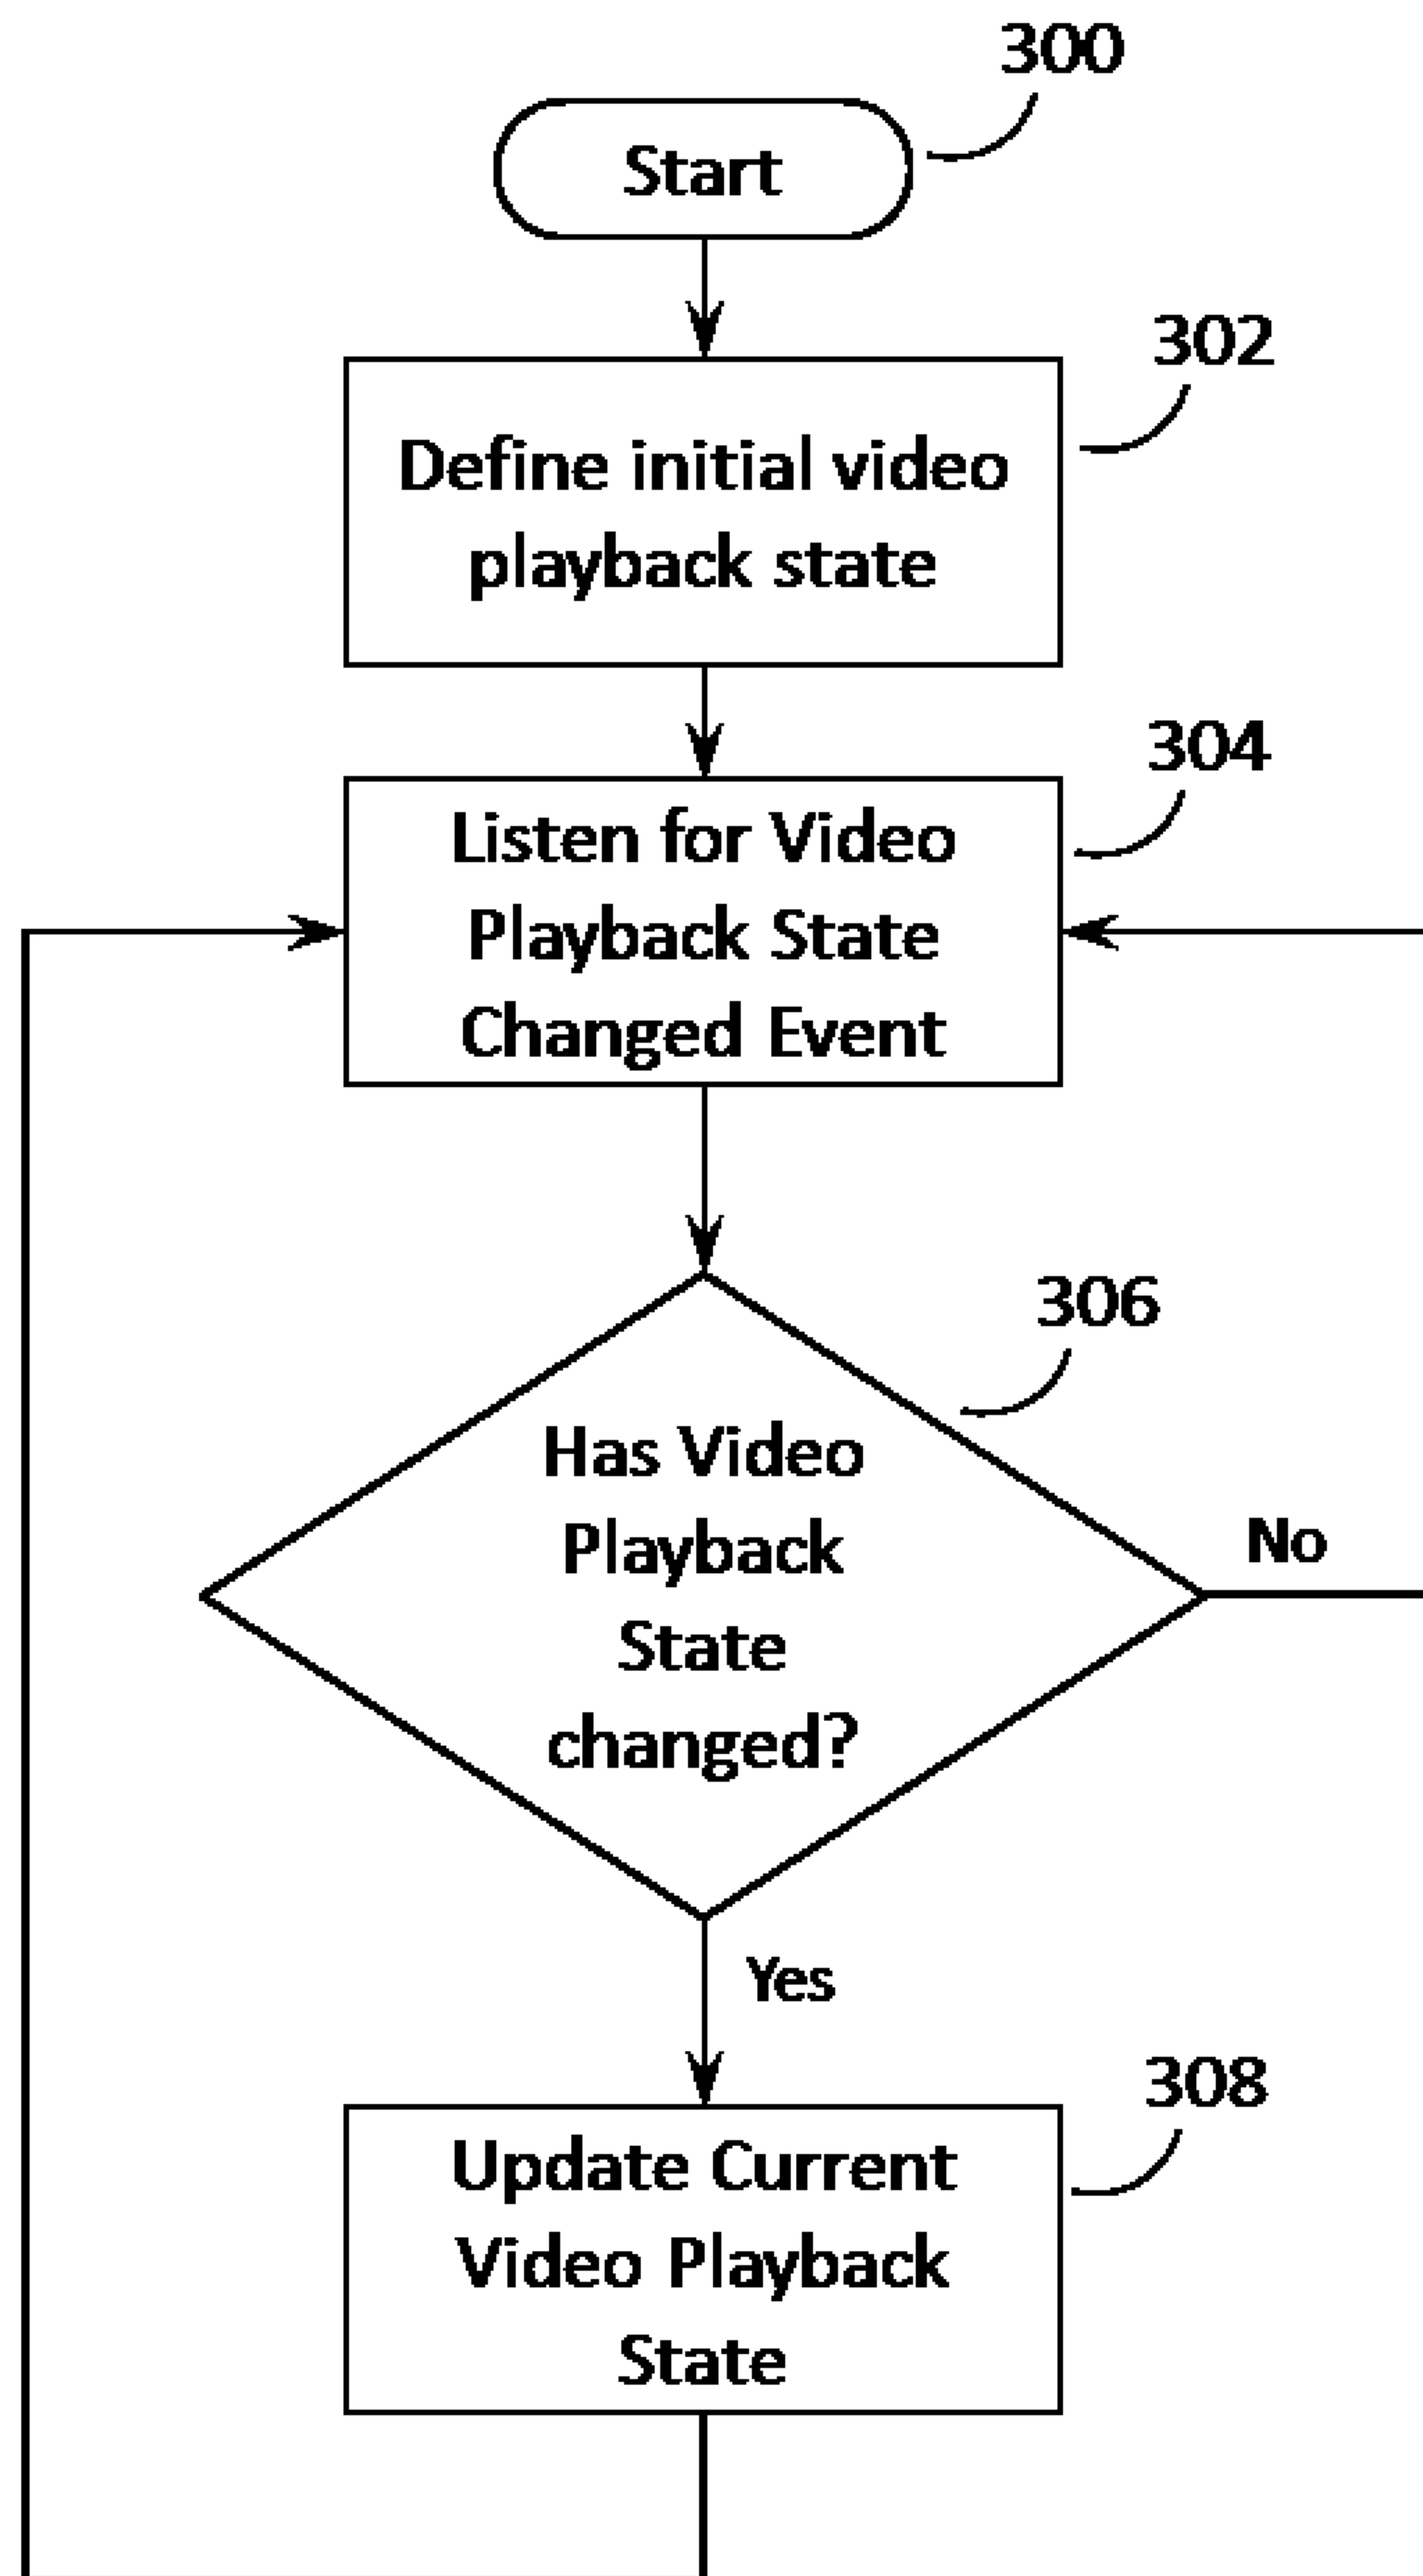 300
Start
302
Define initial video
playback state
304
Listen for Video
Playback State
Changed Event
306
Has Video
Playback
State
changed?
No
Yes
308
Update Current
Video Playback
State